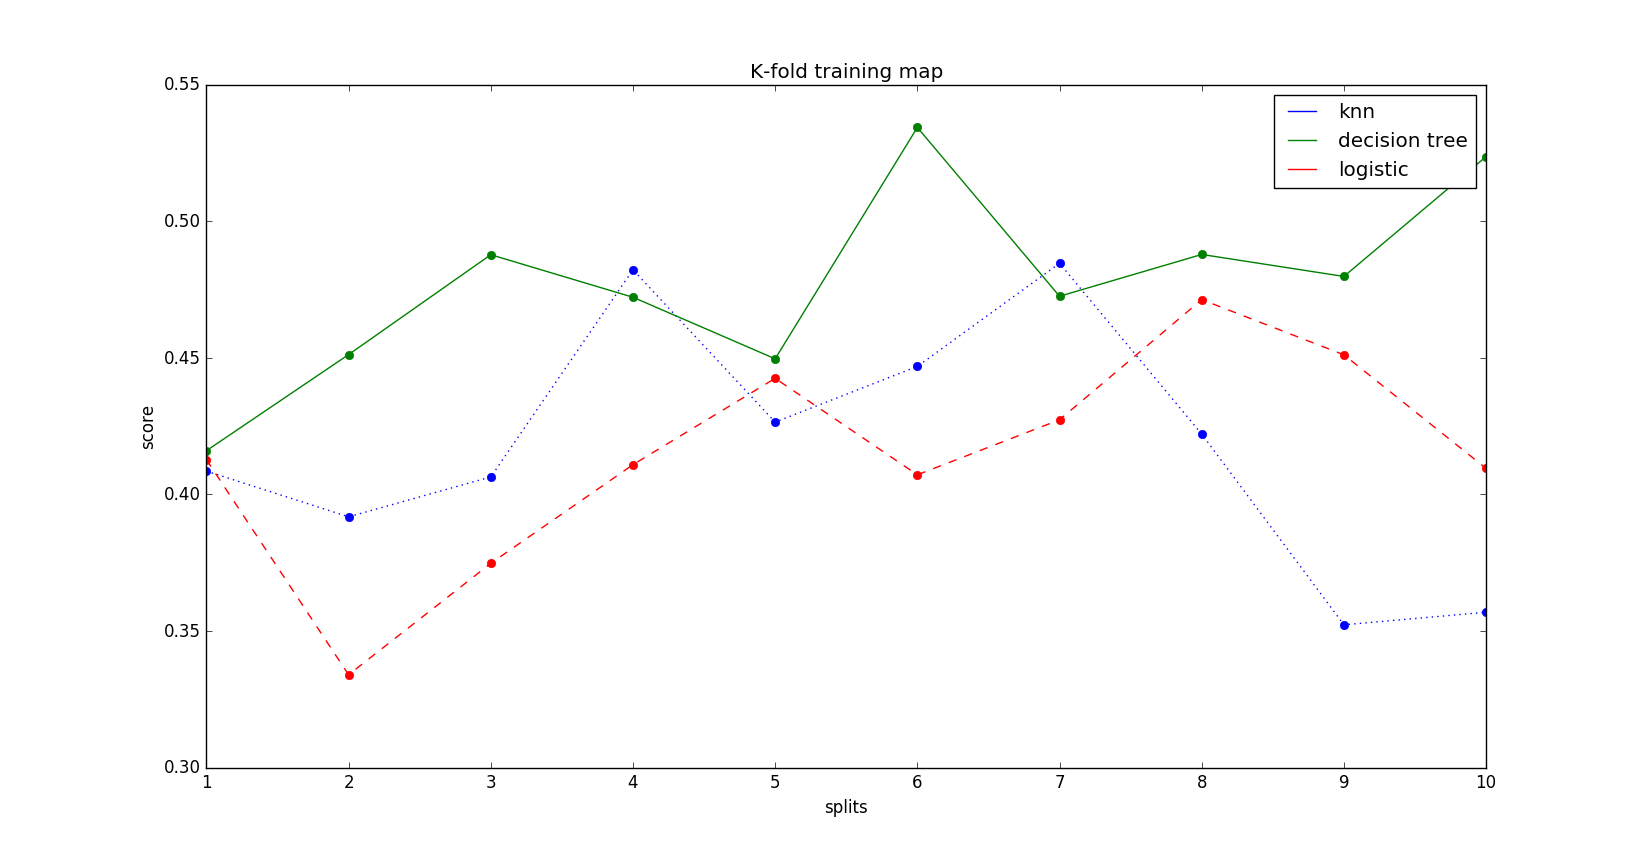 K-fold training map
0.55
0.50
0.45
0.40
0.35
0.30
score
knn
decision tree
logistic
1 2 3 4 5 6 7 8 9 10
splits